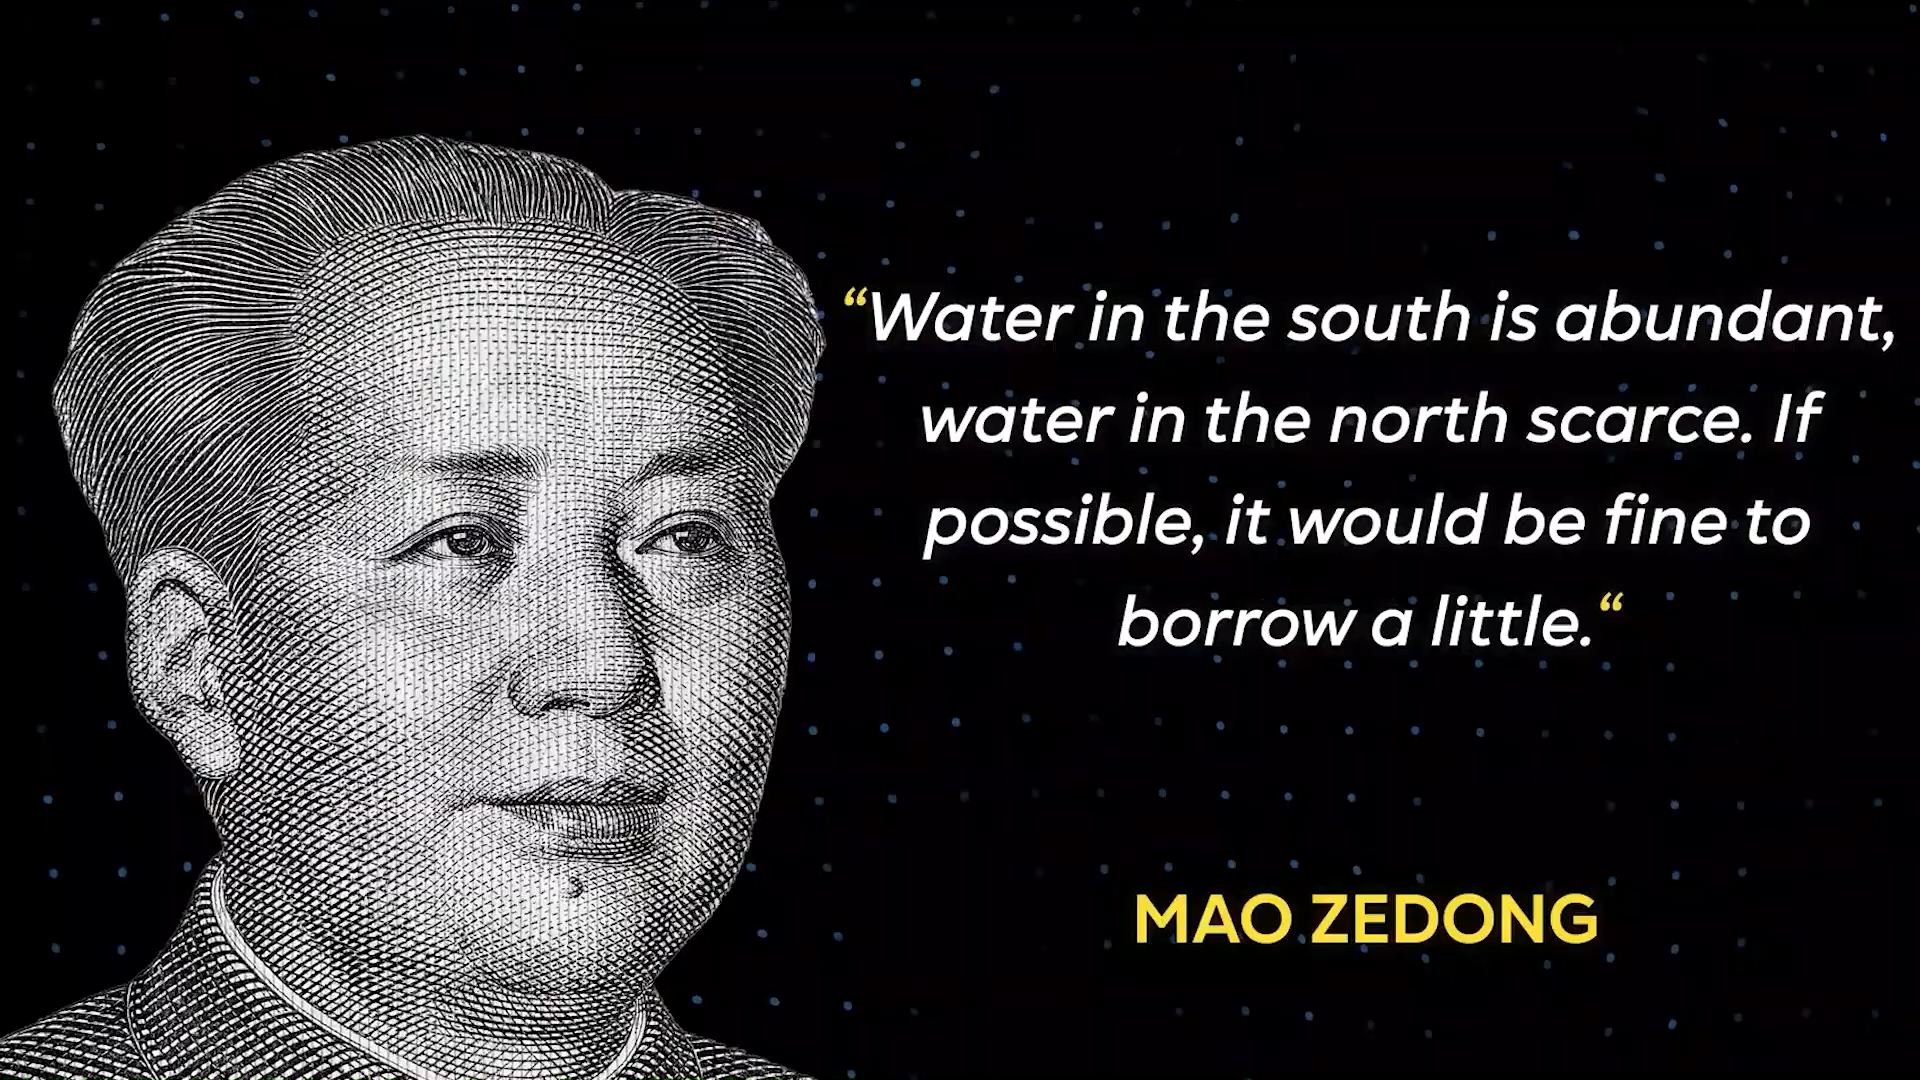 “Water in the south is abundant,
water in the north scarce. If
possible, it would be fine to
borrow a little.“
MAO ZEDONG